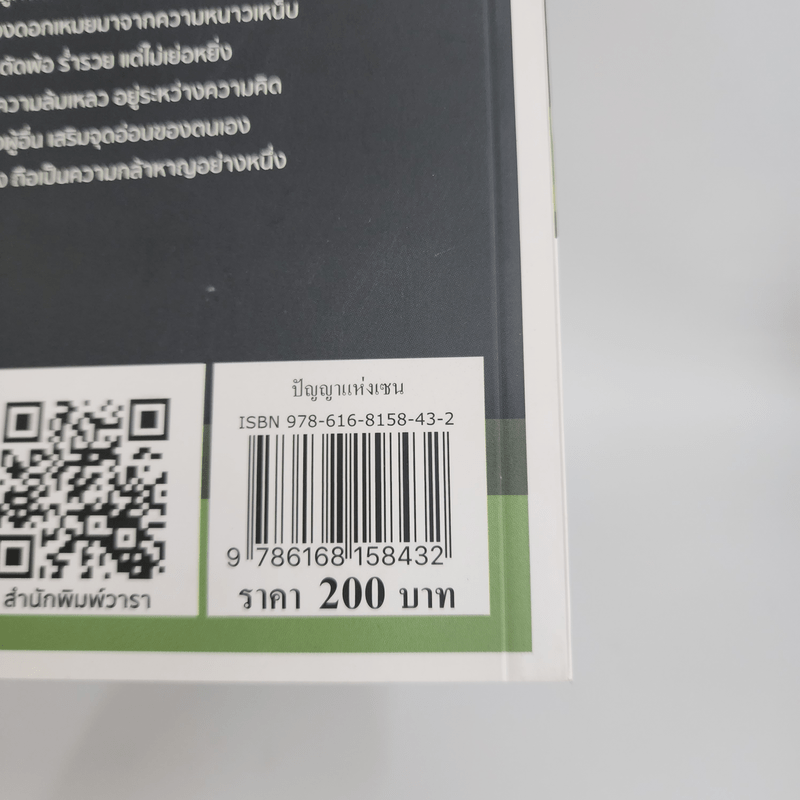 งดอกเหมยมาจากความหนาวเหน็บ
ตัดพ้อ ร่ำรวย แต่ไม่เย่อหยิ่ง
ความล้มเหลว อยู่ระหว่างความคิด
ผู้อื่น เสริมจุดอ่อนของตนเอง
ถือเป็นความกล้าหาญอย่างหนึ่ง
ปัญญาแห่งเซน
ISBN 978-616-8158-43-2
9 786168 158432
ราคา 200 บาท
สำนักพิมพ์วารา